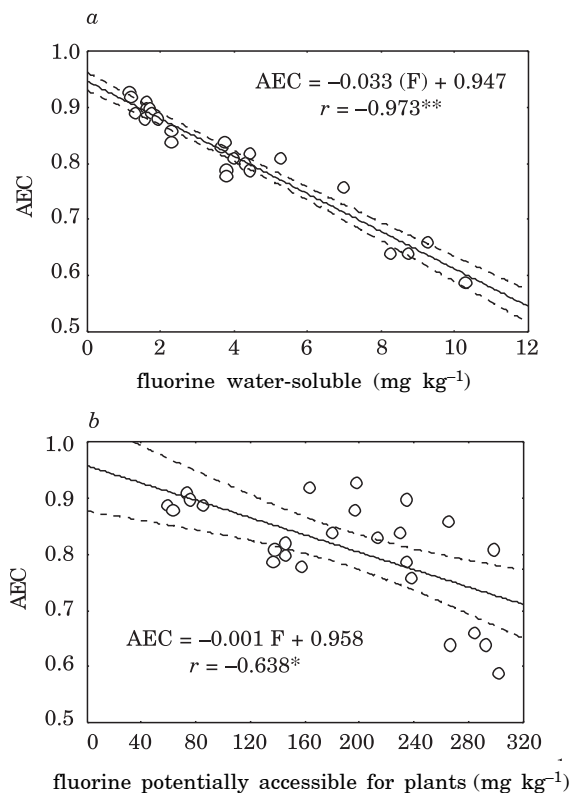 a
1.0
0.9
0.8
0.7
0.6
0.5
AEC
AEC = –0.033 (F) + 0.947
r = –0.973**
0 2 4 6 8 10 12
fluorine water-soluble (mg kg⁻¹)
b
1.0
0.9
0.8
0.7
0.6
0.5
AEC
AEC = –0.001 F + 0.958
r = –0.638*
0 40 80 120 160 200 240 280 320
fluorine potentially accessible for plants (mg kg⁻¹)